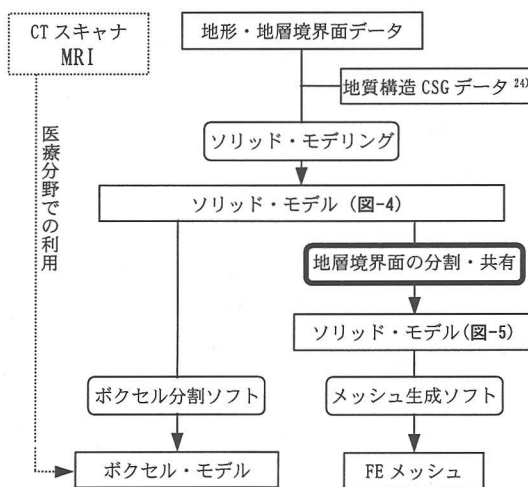 CTスキャナ
MRI
地形・地層境界面データ
地質構造 CSG データ 24)
ソリッド・モデリング
医療分野での利用
ソリッド・モデル (図-4)
地層境界面の分割・共有
ソリッド・モデル(図-5)
ボクセル分割ソフト
メッシュ生成ソフト
ボクセル・モデル
FE メッシュ